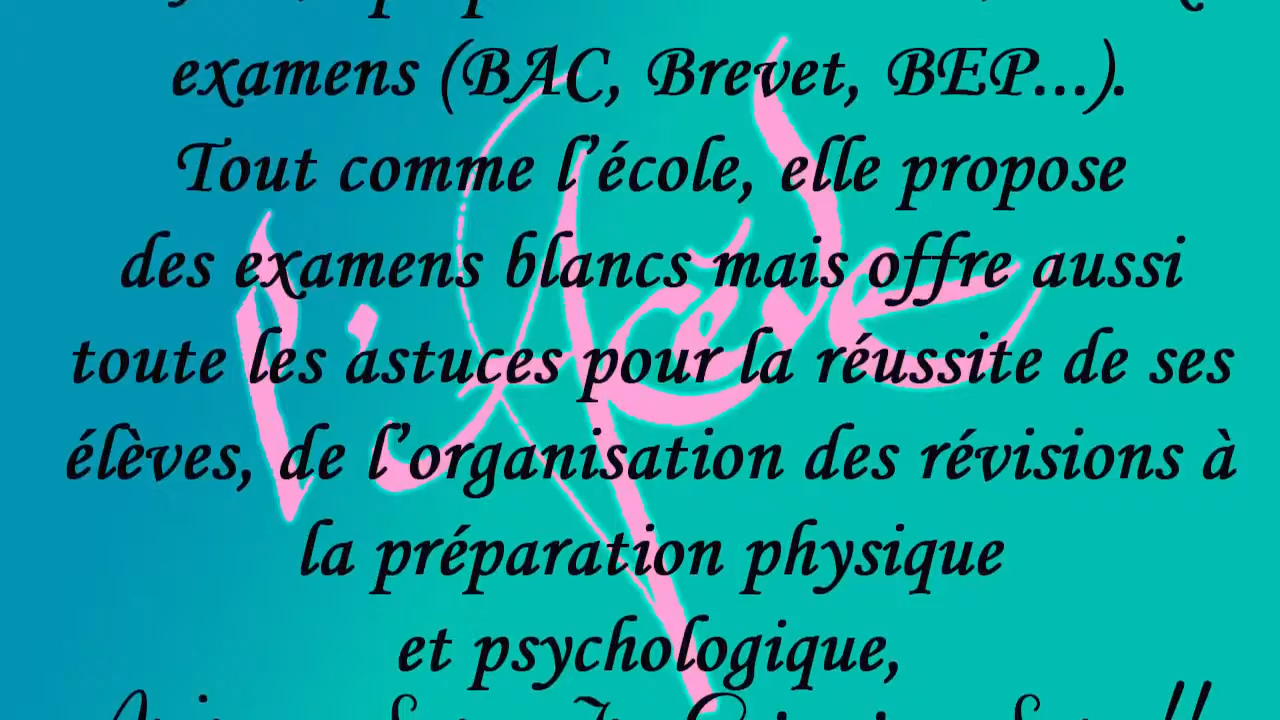 examens (BAC, Brevet, BEP...).
Tout comme l'école, elle propose
des examens blancs mais offre aussi
toute les astuces pour la réussite de ses
élèves, de l'organisation des révisions à
la préparation physique
et psychologique,